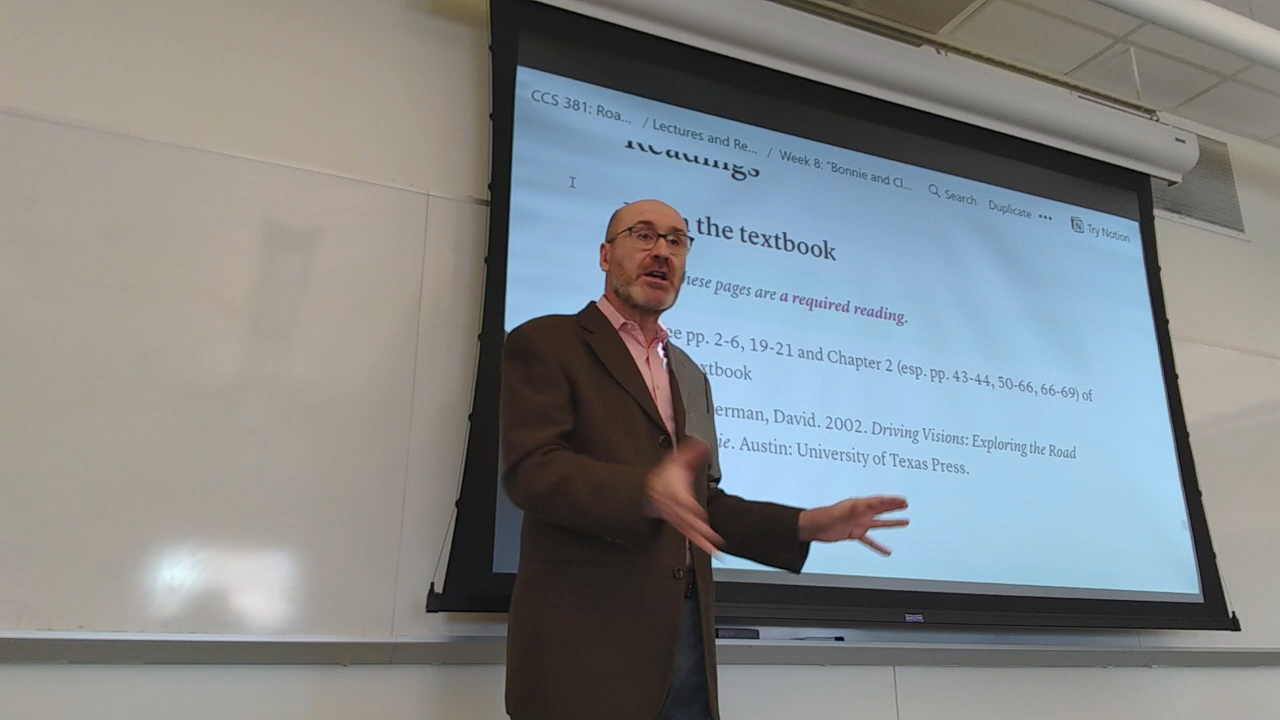 CCS 381: Roa... / Lectures and Re... / Week 8: "Bonnie and Cl... Search Duplicate ••• Try Notion
Readings
the textbook
hese pages are a required reading.
ee pp. 2-6, 19-21 and Chapter 2 (esp. pp. 43-44, 50-66, 66-69) of
xtbook
erman, David. 2002. Driving Visions: Exploring the Road
ie. Austin: University of Texas Press.